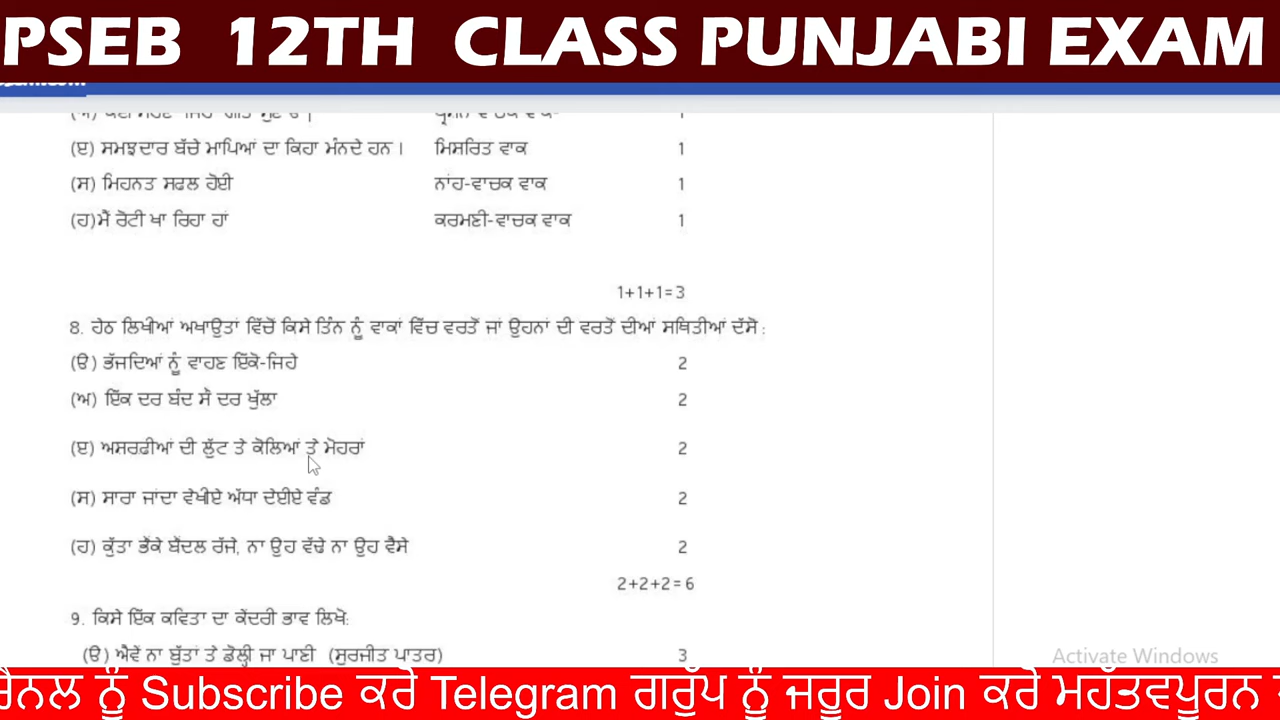 PSEB 12TH CLASS PUNJABI EXAM
(ੲ) ਸਮਝਦਾਰ ਬੱਚੇ ਮਾਪਿਆਂ ਦਾ ਕਿਹਾ ਮੰਨਦੇ ਹਨ । ਮਿਸ਼ਰਿਤ ਵਾਕ 1
(ਸ) ਮਿਹਨਤ ਸਫਲ ਹੋਈ ਨਾਂਹ-ਵਾਚਕ ਵਾਕ 1
(ਹ)ਮੈਂ ਰੋਟੀ ਖਾ ਰਿਹਾ ਹਾਂ ਕਰਮਣੀ-ਵਾਚਕ ਵਾਕ 1
1+1+1=3
8. ਹੇਠ ਲਿਖੀਆਂ ਅਖਾਉਤਾਂ ਵਿੱਚੋਂ ਕਿਸੇ ਤਿੰਨ ਨੂੰ ਵਾਕਾਂ ਵਿੱਚ ਵਰਤੋਂ ਜਾਂ ਉਹਨਾਂ ਦੀ ਵਰਤੋਂ ਦੀਆਂ ਸਥਿਤੀਆਂ ਦੱਸੋ :
(ੳ) ਭੱਜਦਿਆਂ ਨੂੰ ਵਾਹਣ ਇੱਕੋ-ਜਿਹੇ 2
(ਅ) ਇੱਕ ਦਰ ਬੰਦ ਸੌ ਦਰ ਖੁੱਲਾ 2
(ੲ) ਅਸਰਫੀਆਂ ਦੀ ਲੁੱਟ ਤੇ ਕੋਲਿਆਂ ਤੇ ਮੋਹਰਾਂ 2
(ਸ) ਸਾਰਾ ਜਾਂਦਾ ਵੇਖੀਏ ਅੱਧਾ ਦੇਈਏ ਵੰਡ 2
(ਹ) ਕੁੱਤਾ ਭੌਂਕੇ ਬੱਦਲ ਰੱਜੇ, ਨਾ ਉਹ ਵੱਢੇ ਨਾ ਉਹ ਵੈਸੇ 2
2+2+2=6
9. ਕਿਸੇ ਇੱਕ ਕਵਿਤਾ ਦਾ ਕੇਂਦਰੀ ਭਾਵ ਲਿਖੋ:
(ੳ) ਐਵੇਂ ਨਾ ਬੁੱਤਾਂ ਤੇ ਡੋਲ੍ਹੀ ਜਾ ਪਾਣੀ (ਸੁਰਜੀਤ ਪਾਤਰ) 3
Activate Windows
ਨੂੰ Subscribe ਕਰੋ Telegram ਗਰੁੱਪ ਨੂੰ ਜਰੂਰ Join ਕਰੋ ਮਹੱਤਵਪੂਰਨ